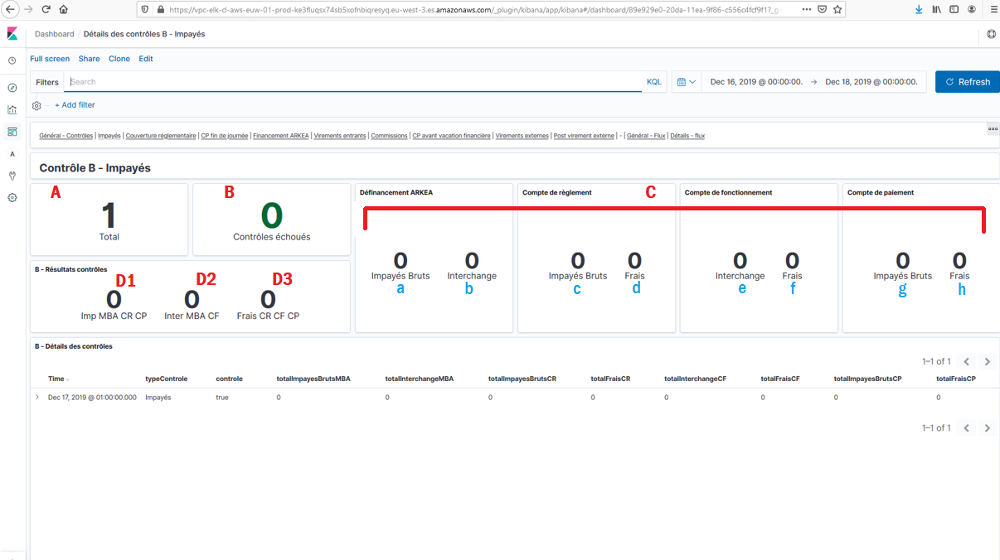 https://vpc-elk-cl-aws-euw-01-prod-ke3fluqsx74sb5xofnbiqresyq.eu-west-3.es.amazonaws.com/_plugin/kibana/app/kibana#/dashboard/89e929e0-20da-11ea-9f86-c556c4fcf9f1?_g
Dashboard / Détails des contrôles B - Impayés
Full screen Share Clone Edit
Filters Search KQL Dec 16, 2019 @ 00:00:00. → Dec 18, 2019 @ 00:00:00. Refresh
+ Add filter
Général - Contrôles | Impayés | Couverture réglementaire | CP fin de journée | Financement ARKEA | Virements entrants | Commissions | CP avant vacation financière | Virements externes | Post virement externe | - | Général - Flux | Détails - flux
A
Contrôle B - Impayés
A B Définancement ARKEA Compte de règlement C Compte de fonctionnement Compte de paiement
1 0
Total Contrôles échoués
0 0 0 0 0 0 0 0
Impayés Bruts Interchange Impayés Bruts Frais Interchange Frais Impayés Bruts Frais
a b c d e f g h
B - Résultats contrôles
D1 D2 D3
0 0 0
Imp MBA CR CP Inter MBA CF Frais CR CF CP
B - Détails des contrôles
1–1 of 1
Time typeControle controle totalImpayesBrutsMBA totalInterchangeMBA totalImpayesBrutsCR totalFraisCR totalInterchangeCF totalFraisCF totalImpayesBrutsCP totalFraisCP
Dec 17, 2019 @ 01:00:00.000 Impayés true 0 0 0 0 0 0 0 0
1–1 of 1